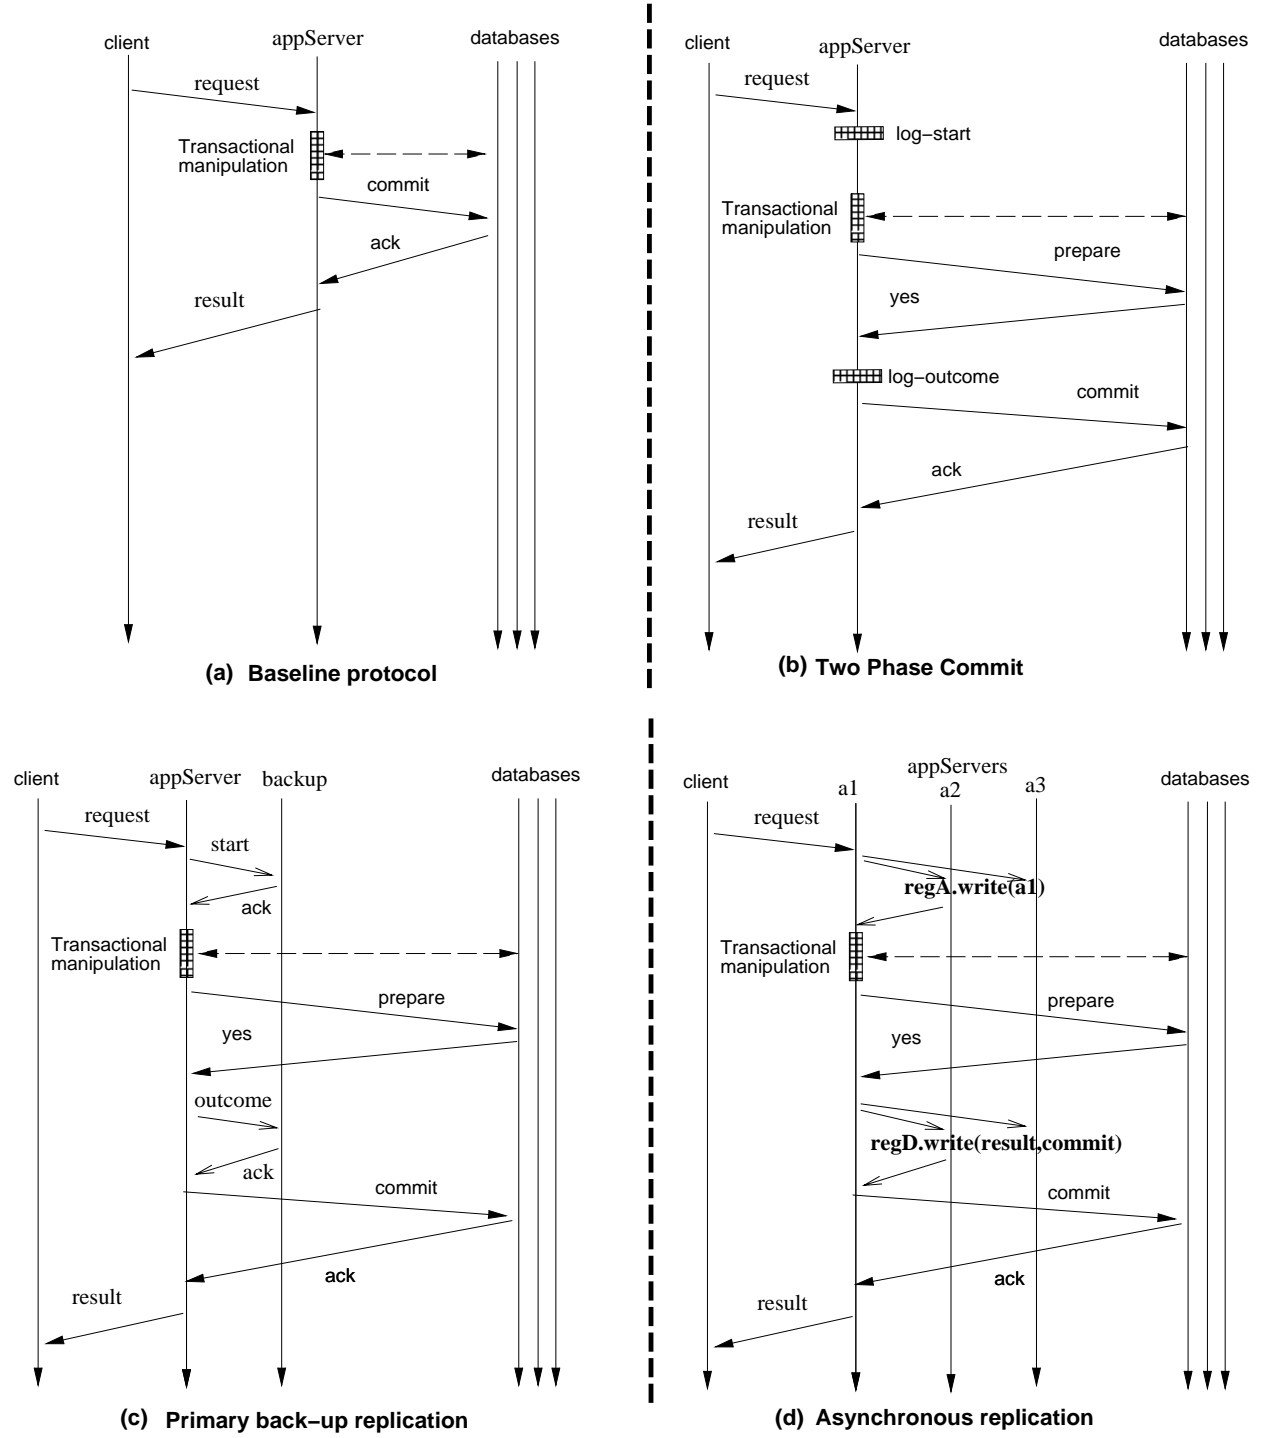 client
appServer
databases
request
Transactional
manipulation
commit
ack
result
(a) Baseline protocol
client
appServer
databases
request
log−start
Transactional
manipulation
prepare
yes
log−outcome
commit
ack
result
(b) Two Phase Commit
client
appServer
backup
databases
request
start
ack
Transactional
manipulation
prepare
yes
outcome
ack
commit
ack
result
(c) Primary back−up replication
client
appServers
a1
a2
a3
databases
request
regA.write(a1)
Transactional
manipulation
prepare
yes
regD.write(result,commit)
commit
ack
result
(d) Asynchronous replication